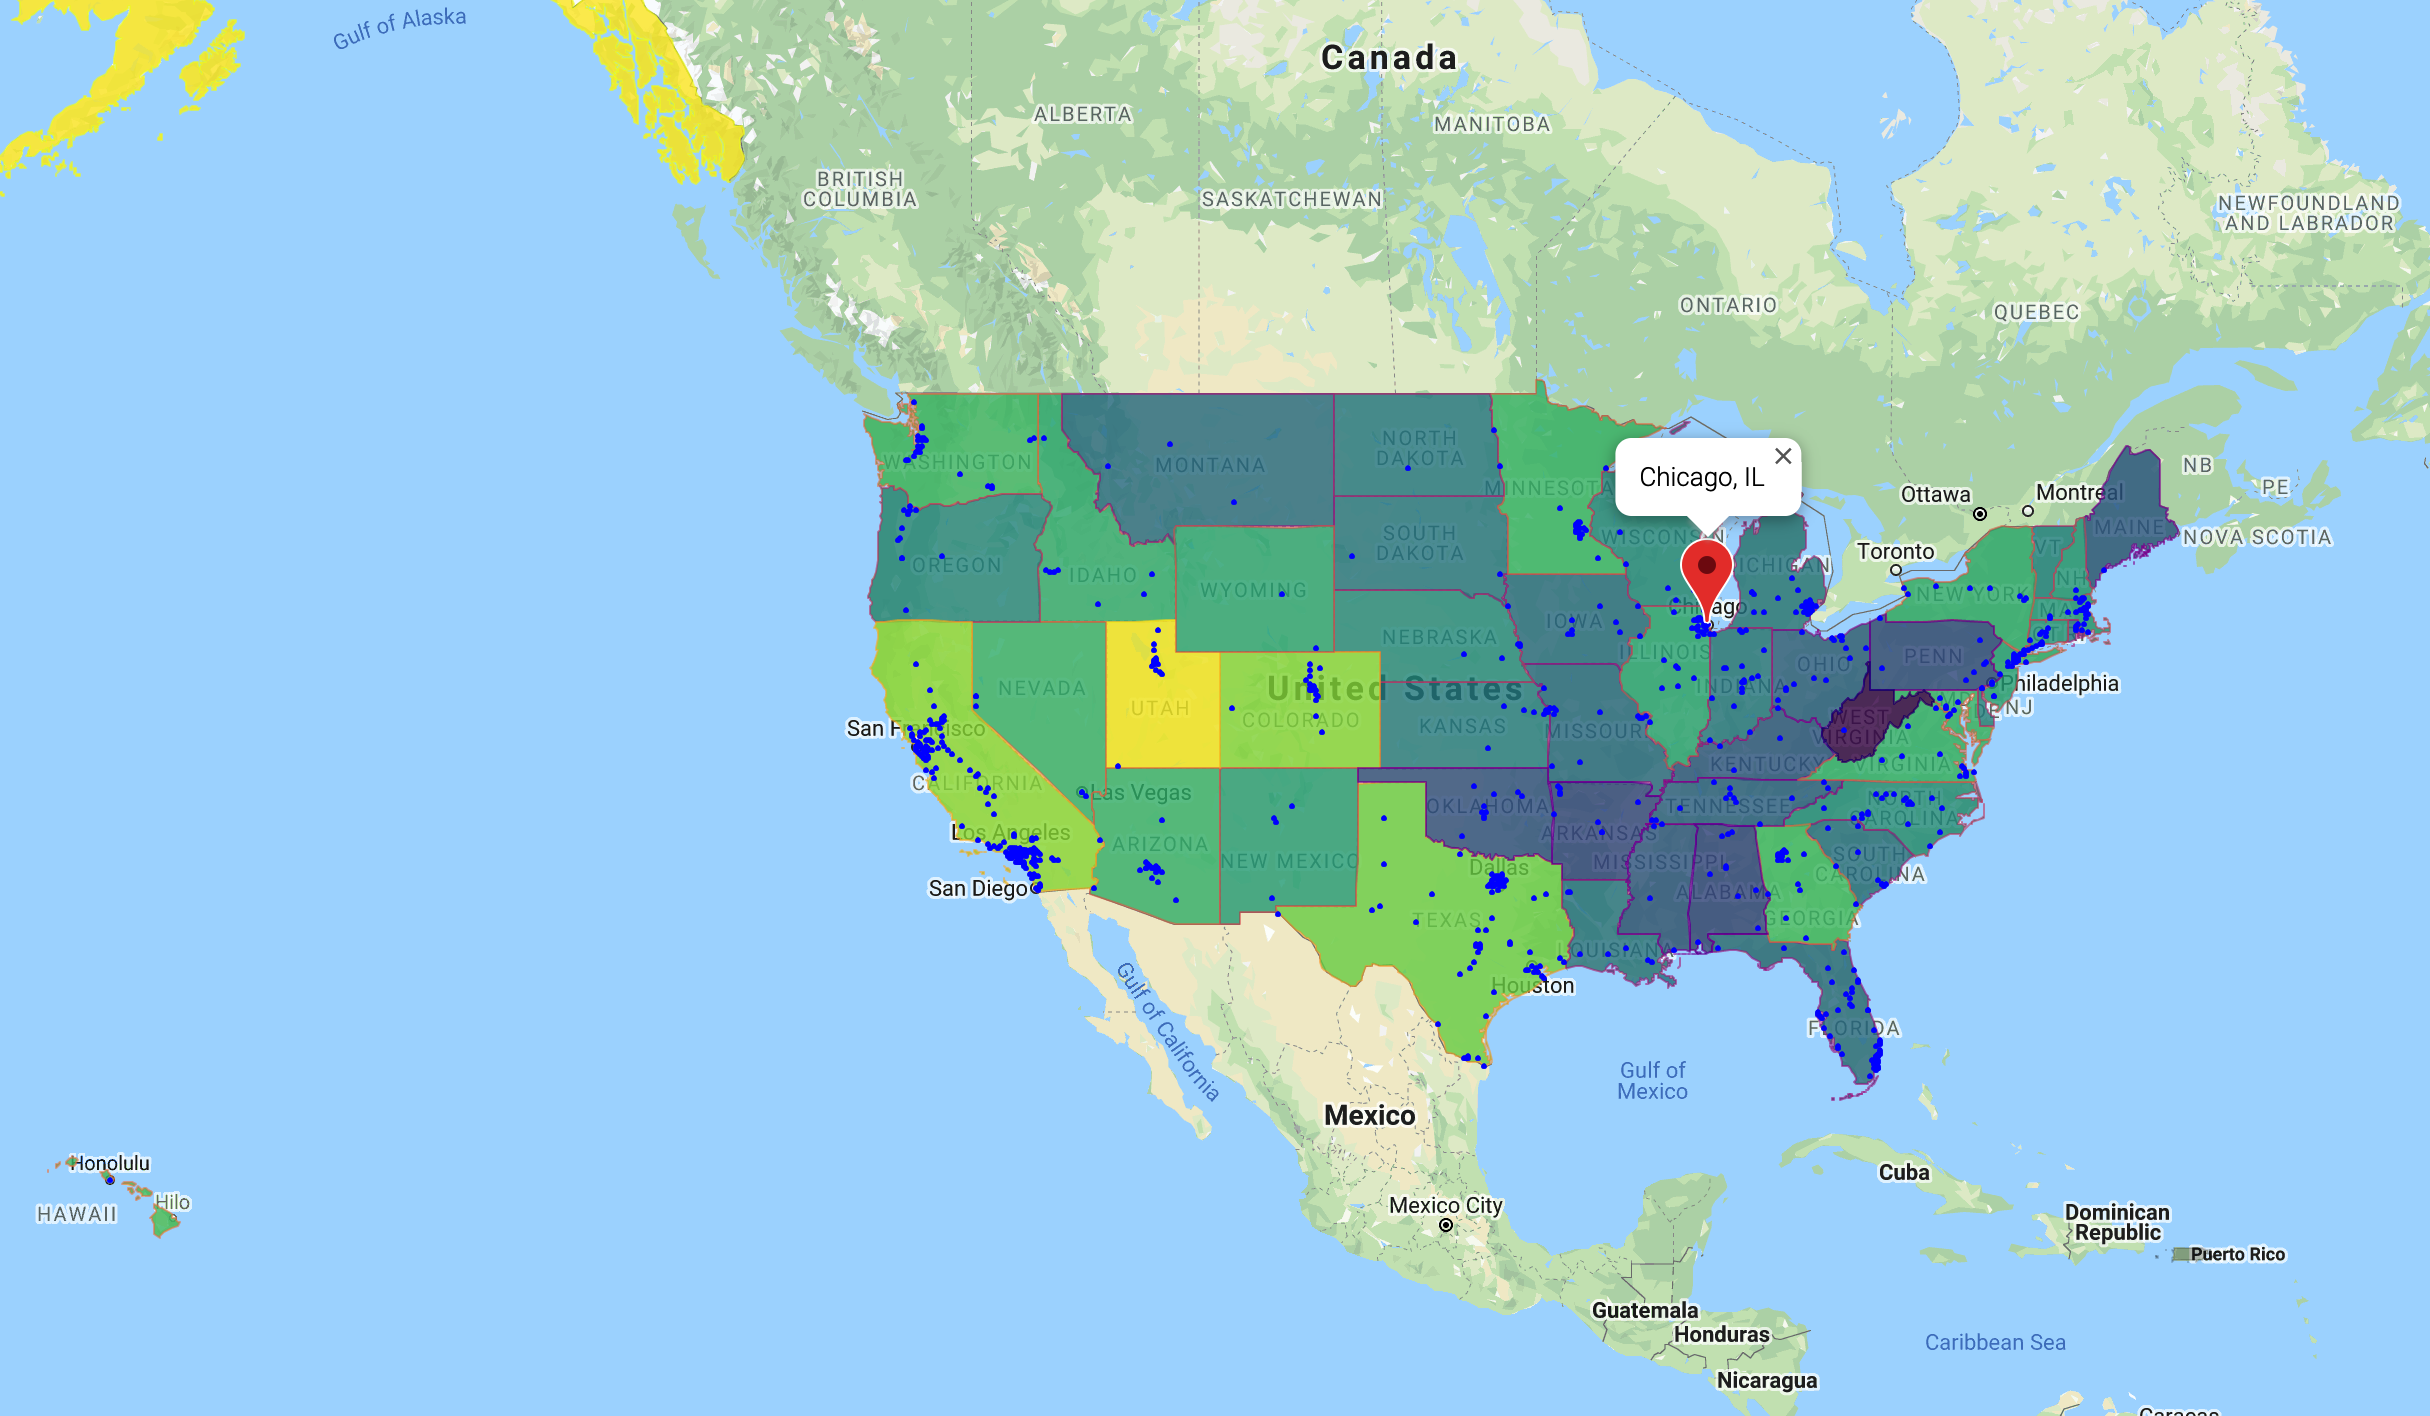 Gulf of Alaska
Canada
ALBERTA
MANITOBA
BRITISH
COLUMBIA
SASKATCHEWAN
NEWFOUNDLAND
AND LABRADOR
ONTARIO
QUEBEC
NORTH
DAKOTA
WASHINGTON
MONTANA
Chicago, IL
NB
PE
Ottawa
Montreal
MINNESOTA
MAINE
NOVA SCOTIA
SOUTH
DAKOTA
WISCONSIN
VT
Toronto
OREGON
IDAHO
MICHIGAN
NH
WYOMING
NEW YORK
Chicago
MA
IOWA
CT
NEBRASKA
ILLINOIS
OHIO
PENN
NEVADA
United States
INDIANA
Philadelphia
UTAH
COLORADO
MD
DE
NJ
San Francisco
KANSAS
MISSOURI
WEST
VIRGINIA
KENTUCKY
VIRGINIA
CALIFORNIA
Las Vegas
OKLAHOMA
TENNESSEE
NORTH
CAROLINA
Los Angeles
ARIZONA
ARKANSAS
NEW MEXICO
MISSISSIPPI
SOUTH
CAROLINA
Dallas
San Diego
ALABAMA
TEXAS
GEORGIA
LOUISIANA
Houston
Gulf of California
FLORIDA
Gulf of
Mexico
Mexico
Honolulu
Cuba
Hilo
HAWAII
Mexico City
Dominican
Republic
Puerto Rico
Guatemala
Honduras
Caribbean Sea
Nicaragua
Caracas